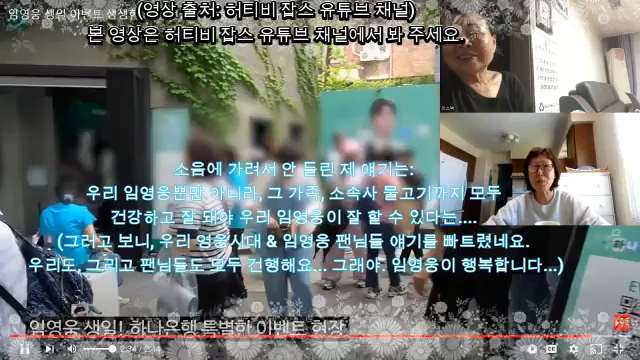 임영웅 생일 이벤트 생생현
(영상 출처: 허티비 잡스 유튜브 채널)
본 영상은 허티비 잡스 유튜브 채널에서 봐 주세요.
소음에 가려서 안 들린 제 얘기는:
우리 임영웅뿐만 아니라, 그 가족, 소속사 물고기까지 모두
건강하고 잘 돼야 우리 임영웅이 잘 할 수 있다는....
(그러고 보니, 우리 영웅시대 & 임영웅 팬님들 얘기를 빠트렸네요.
우리도, 그리고 팬님들도 모두 건행해요... 그래야. 임영웅이 행복합니다...)
임영웅 생일! 하나은행 특별한 이벤트 현장